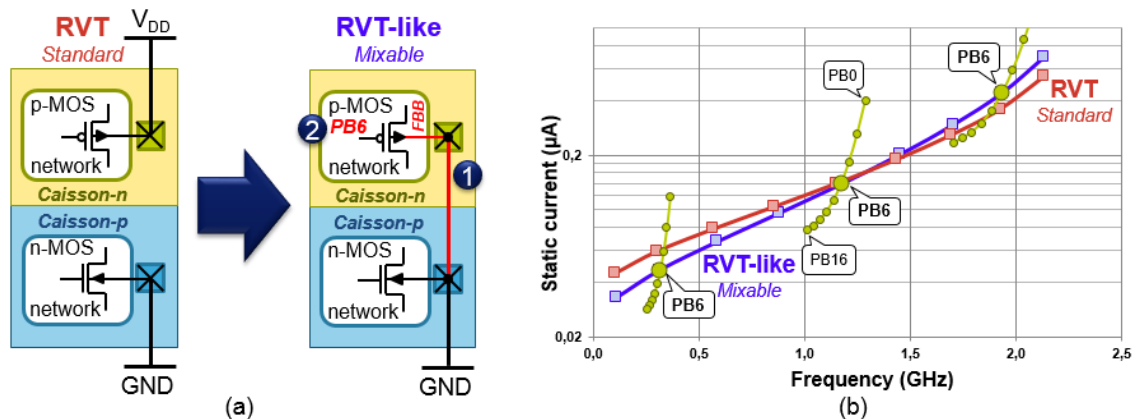 RVT
Standard
V_DD
p-MOS
network
Caisson-n
Caisson-p
n-MOS
network
GND
RVT-like
Mixable
p-MOS
2
PB6
FBB
network
1
Caisson-n
Caisson-p
n-MOS
network
GND
(a)
Static current (µA)
0,2
0,02
PB0
PB6
RVT
Standard
PB6
PB16
RVT-like
Mixable
PB6
0,0
0,5
1,0
1,5
2,0
2,5
Frequency (GHz)
(b)